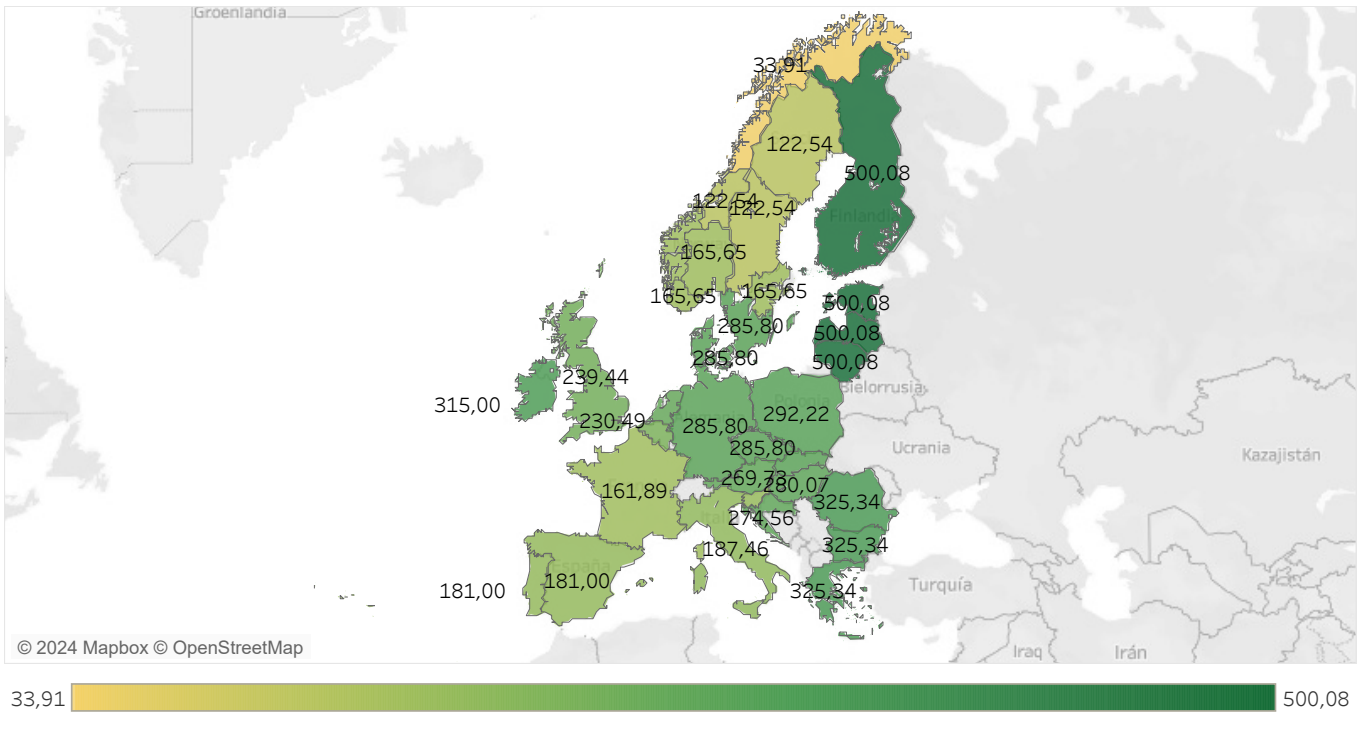 Groenlandia
33,91
122,54
500,08
122,54
122,54
Finlandia
165,65
165,65
165,65
500,08
285,80
500,08
285,80
500,08
239,44
Bielorrusia
315,00
Polonia
230,49
285,80
292,22
285,80
Ucrania
Kazajistán
269,73
280,07
161,89
325,34
274,56
187,46
325,34
España
181,00
181,00
Turquía
325,34
© 2024 Mapbox © OpenStreetMap
Iraq
Irán
33,91
500,08